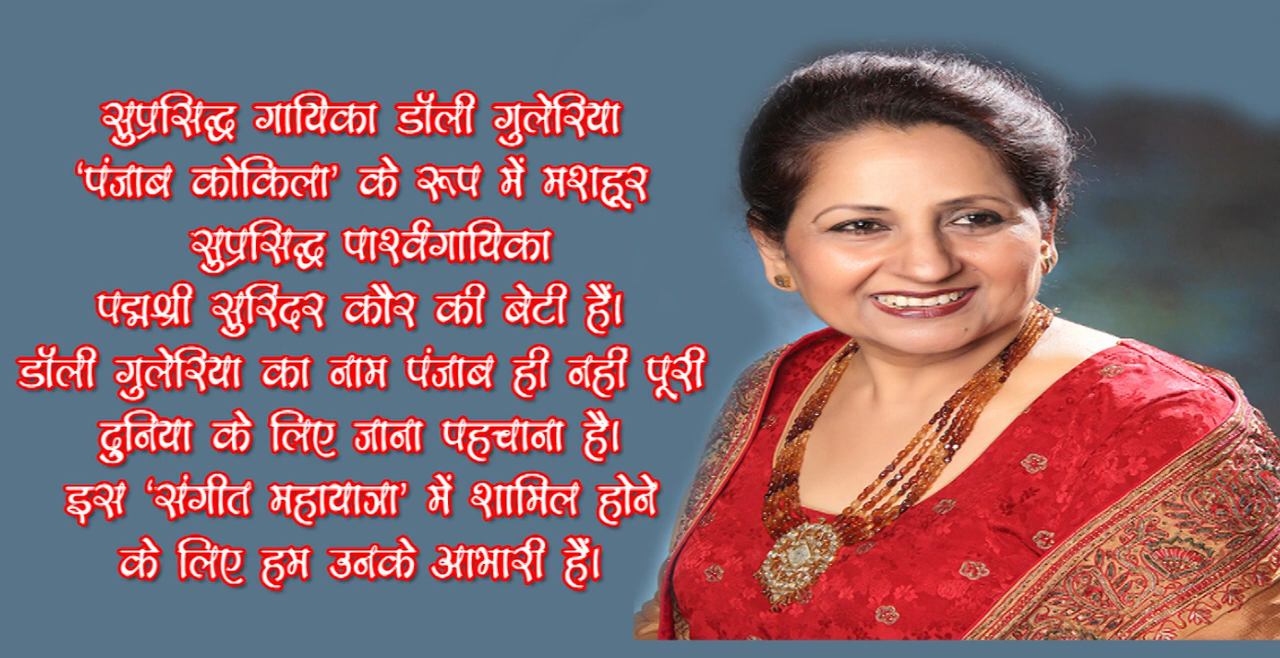 सुप्रसिद्ध गायिका डॉली गुलेरिया
‘पंजाब कोकिला’ के रूप में मशहूर
सुप्रसिद्ध पार्श्वगायिका
पद्मश्री सुरिंदर कौर की बेटी हैं।
डॉली गुलेरिया का नाम पंजाब ही नहीं पूरी
दुनिया के लिए जाना पहचाना है।
इस ‘संगीत महायात्रा’ में शामिल होने
के लिए हम उनके आभारी हैं।